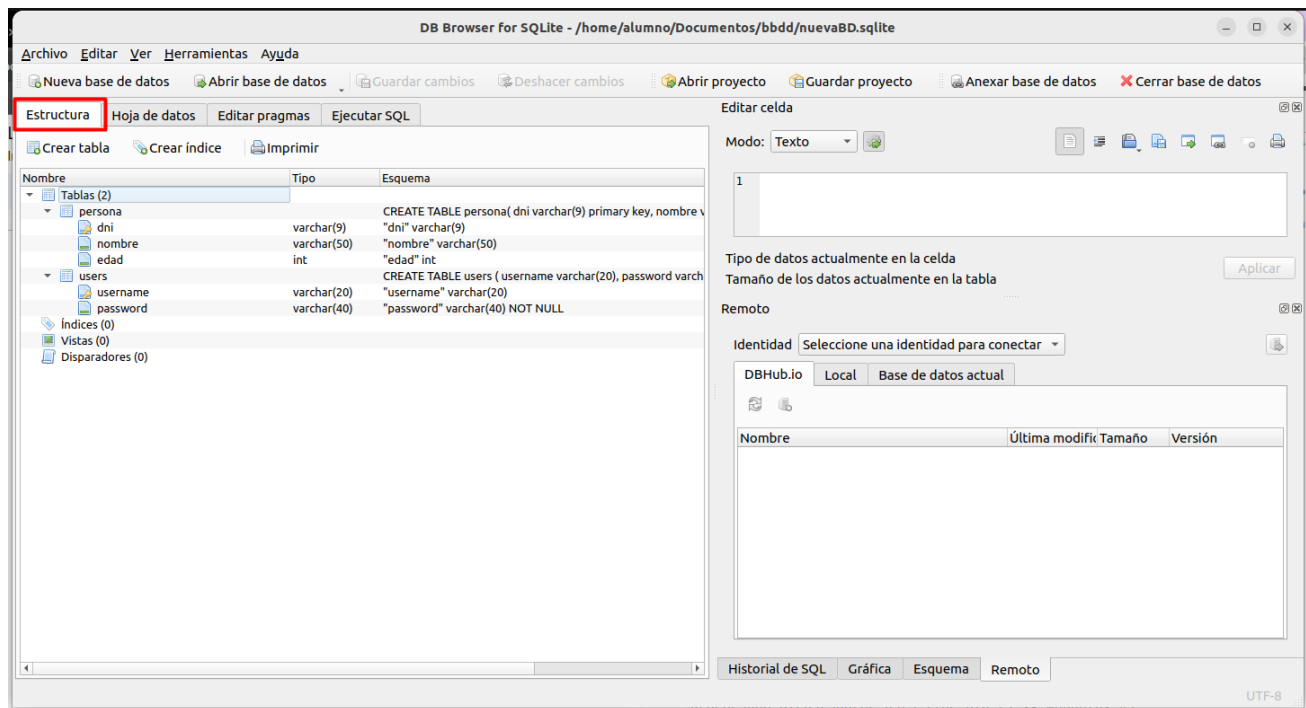 DB Browser for SQLite - /home/alumno/Documentos/bbdd/nuevaBD.sqlite
Archivo Editar Ver Herramientas Ayuda
Nueva base de datos Abrir base de datos Guardar cambios Deshacer cambios Abrir proyecto Guardar proyecto Anexar base de datos Cerrar base de datos
Estructura Hoja de datos Editar pragmas Ejecutar SQL
Crear tabla Crear índice Imprimir
Nombre Tipo Esquema
Tablas (2)
persona CREATE TABLE persona( dni varchar(9) primary key, nombre v
dni varchar(9) "dni" varchar(9)
nombre varchar(50) "nombre" varchar(50)
edad int "edad" int
users CREATE TABLE users ( username varchar(20), password varch
username varchar(20) "username" varchar(20)
password varchar(40) "password" varchar(40) NOT NULL
Índices (0)
Vistas (0)
Disparadores (0)
Editar celda
Modo: Texto
1
Tipo de datos actualmente en la celda
Tamaño de los datos actualmente en la tabla
Aplicar
Remoto
Identidad Seleccione una identidad para conectar
DBHub.io Local Base de datos actual
Nombre Última modific Tamaño Versión
Historial de SQL Gráfica Esquema Remoto
UTF-8